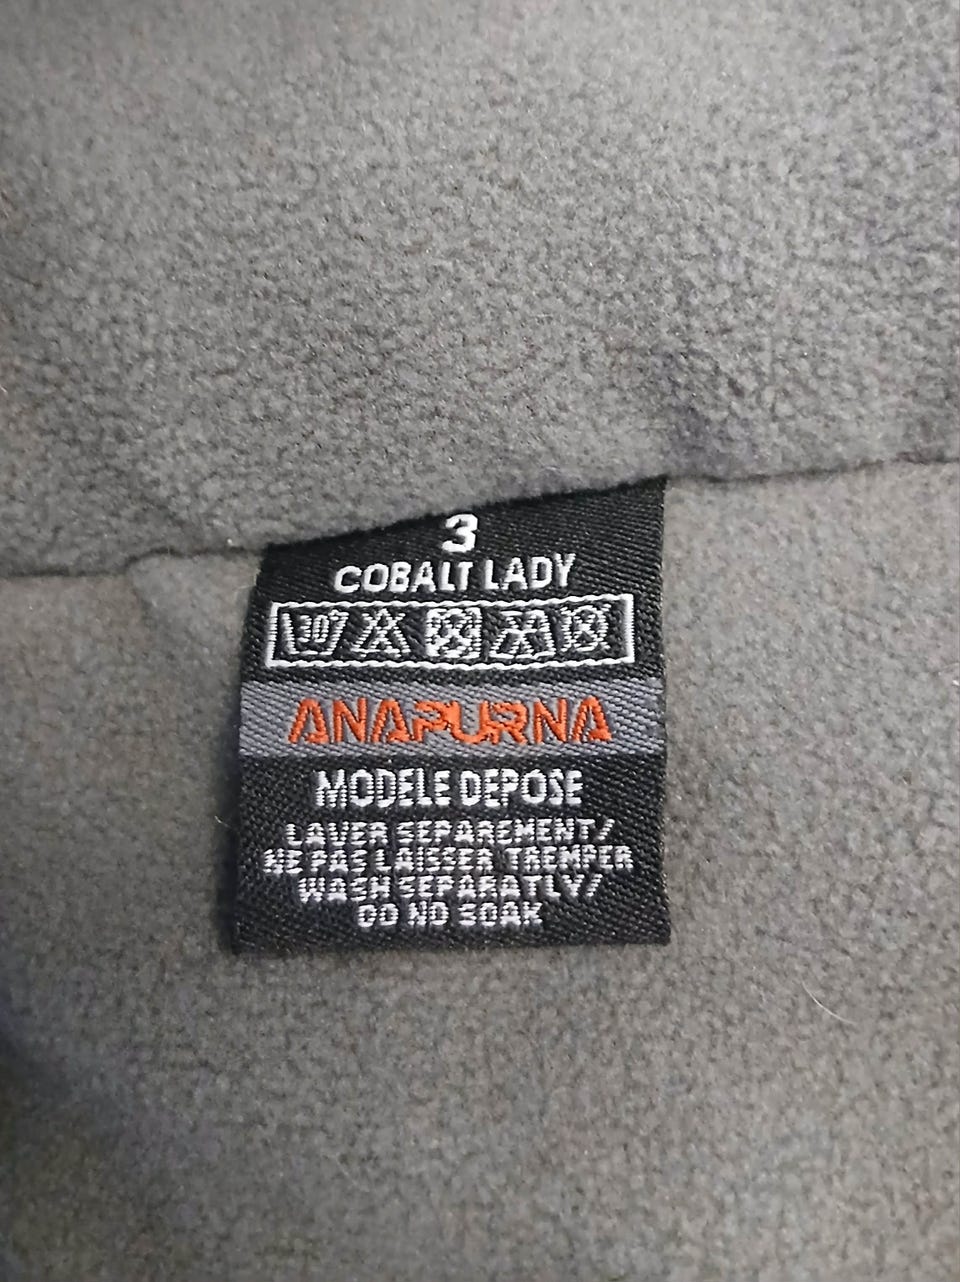 3
COBALT LADY
30°
ANAPURNA
MODELE DEPOSE
LAVER SEPAREMENT/
NE PAS LAISSER TREMPER
WASH SEPARATLY/
DO NO SOAK